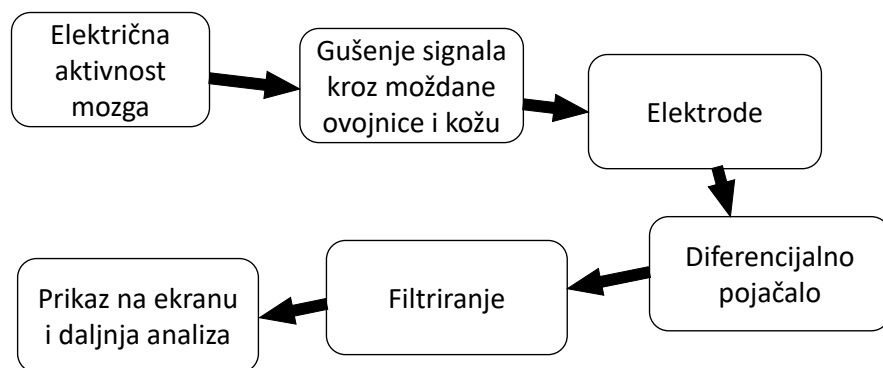 Električna
aktivnost
mozga
Gušenje signala
kroz moždane
ovojnice i kožu
Elektrode
Diferencijalno
pojačalo
Filtriranje
Prikaz na ekranu
i daljnja analiza